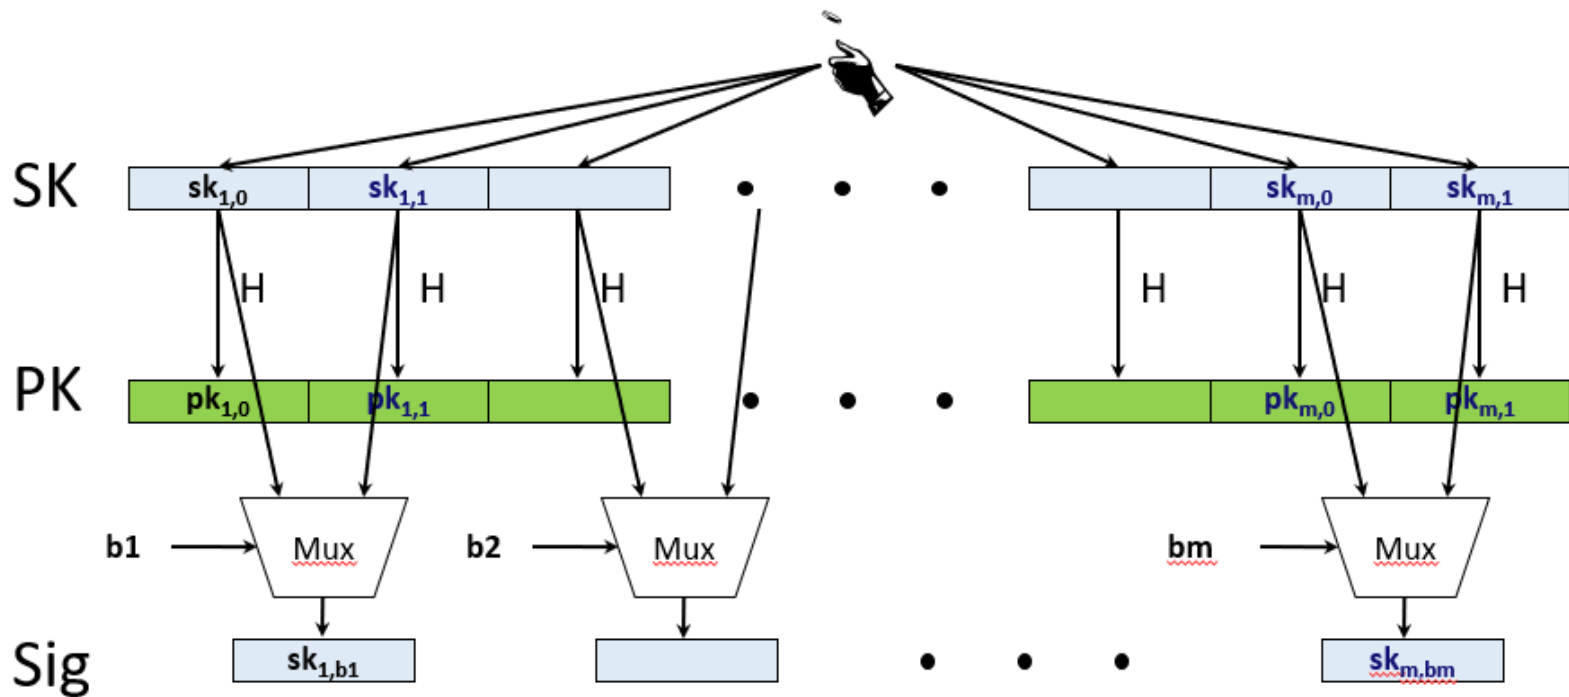 SK sk1,0 sk1,1 skm,0 skm,1
H H H H H H
PK pk1,0 pk1,1 pkm,0 pkm,1
b1 Mux b2 Mux bm Mux
Sig sk1,b1 skm,bm